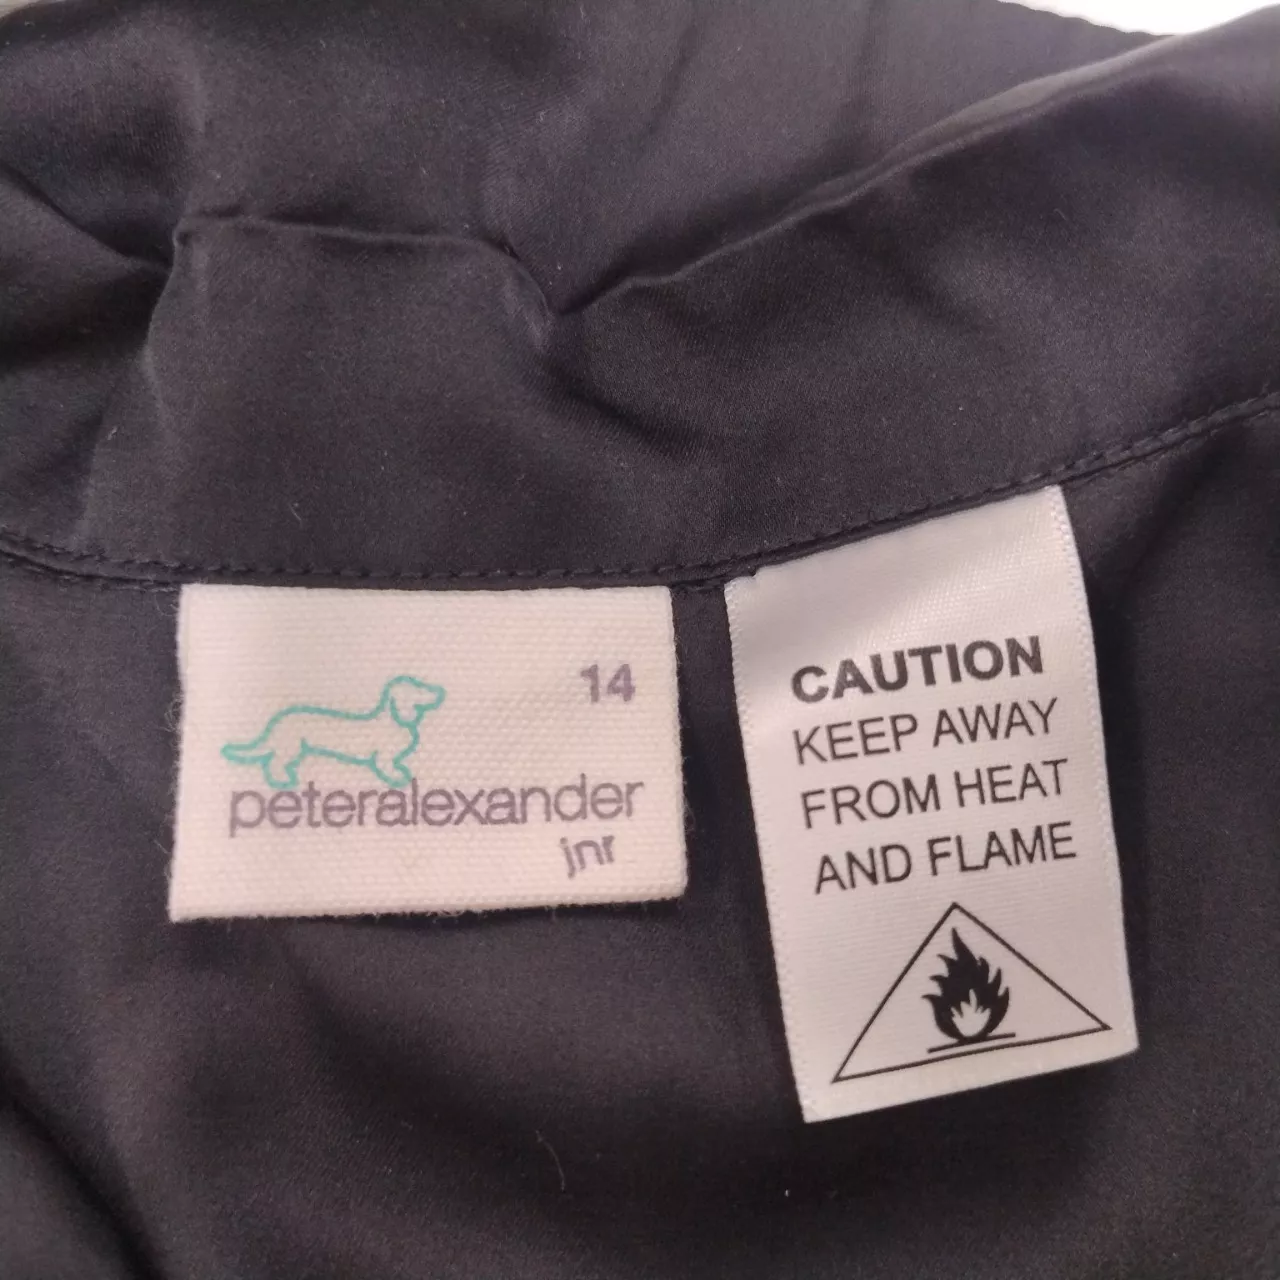 14
peteralexander
jnr
CAUTION
KEEP AWAY
FROM HEAT
AND FLAME